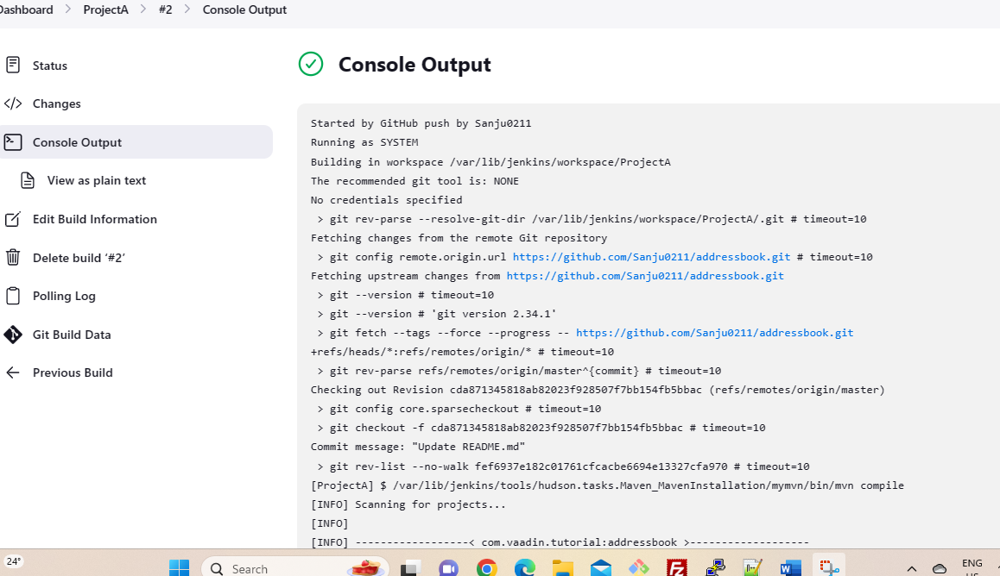 Dashboard > ProjectA > #2 > Console Output
Status
Changes
Console Output
View as plain text
Edit Build Information
Delete build ‘#2’
Polling Log
Git Build Data
Previous Build
Console Output
Started by GitHub push by Sanju0211
Running as SYSTEM
Building in workspace /var/lib/jenkins/workspace/ProjectA
The recommended git tool is: NONE
No credentials specified
> git rev-parse --resolve-git-dir /var/lib/jenkins/workspace/ProjectA/.git # timeout=10
Fetching changes from the remote Git repository
> git config remote.origin.url https://github.com/Sanju0211/addressbook.git # timeout=10
Fetching upstream changes from https://github.com/Sanju0211/addressbook.git
> git --version # timeout=10
> git --version # 'git version 2.34.1'
> git fetch --tags --force --progress -- https://github.com/Sanju0211/addressbook.git
+refs/heads/*:refs/remotes/origin/* # timeout=10
> git rev-parse refs/remotes/origin/master^{commit} # timeout=10
Checking out Revision cda871345818ab82023f928507f7bb154fb5bbac (refs/remotes/origin/master)
> git config core.sparsecheckout # timeout=10
> git checkout -f cda871345818ab82023f928507f7bb154fb5bbac # timeout=10
Commit message: "Update README.md"
> git rev-list --no-walk fef6937e182c01761cfcacbe6694e13327cfa970 # timeout=10
[ProjectA] $ /var/lib/jenkins/tools/hudson.tasks.Maven_MavenInstallation/mymvn/bin/mvn compile
[INFO] Scanning for projects...
[INFO]
[INFO] ------------------< com.vaadin.tutorial:addressbook >-------------------
24°
Search
ENG